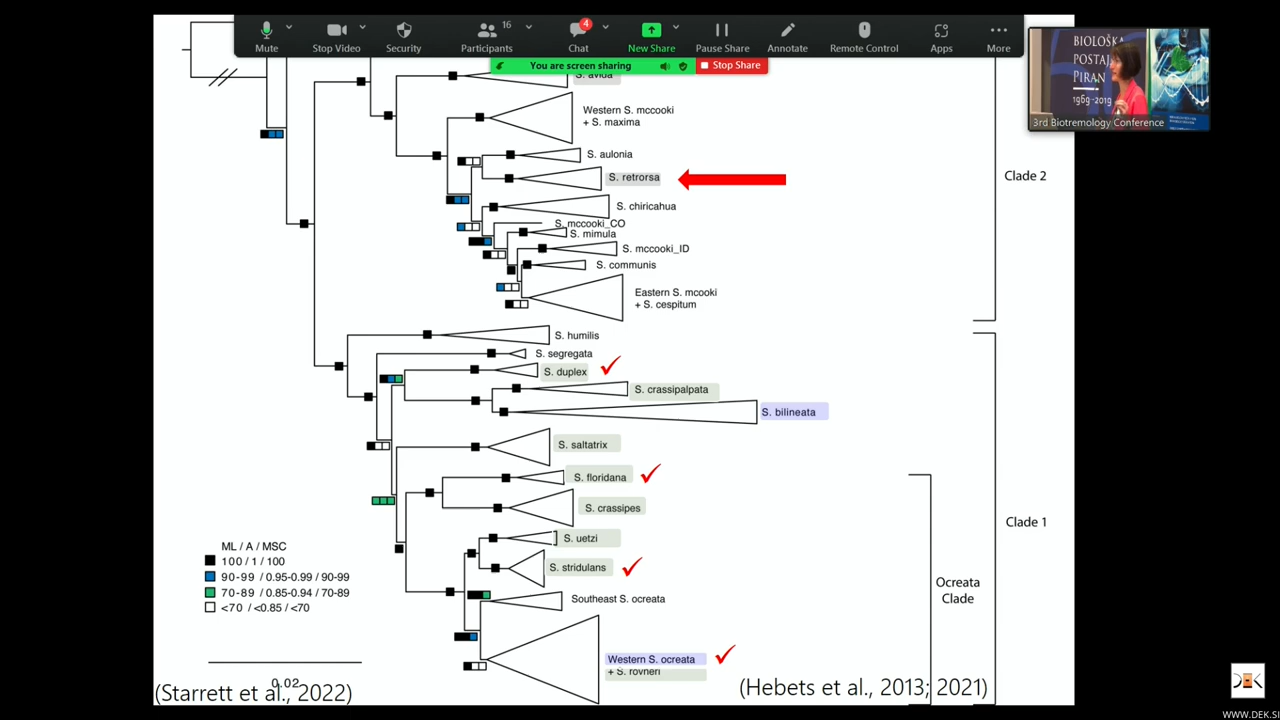 16
4
Mute
Stop Video
Security
Participants
Chat
New Share
Pause Share
Annotate
Remote Control
Apps
More
You are screen sharing
Stop Share
BIOLOŠKA
POSTAJA
PIRAN
1969-2019
3rd Biotremology Conference
S. avida
Western S. mccooki
+ S. maxima
S. aulonia
S. retrorsa
S. chiricahua
S. mccooki_CO
S. mimula
S. mccooki_ID
S. communis
Eastern S. mcooki
+ S. cespitum
Clade 2
S. humilis
S. segregata
S. duplex
S. crassipalpata
S. bilineata
S. saltatrix
S. floridana
S. crassipes
S. uetzi
S. stridulans
Southeast S. ocreata
Western S. ocreata
+ S. rovneri
Clade 1
Ocreata
Clade
ML / A / MSC
100 / 1 / 100
90-99 / 0.95-0.99 / 90-99
70-89 / 0.85-0.94 / 70-89
<70 / <0.85 / <70
0.02
(Starrett et al., 2022)
(Hebets et al., 2013; 2021)
DEK
WWW.DEK.SI